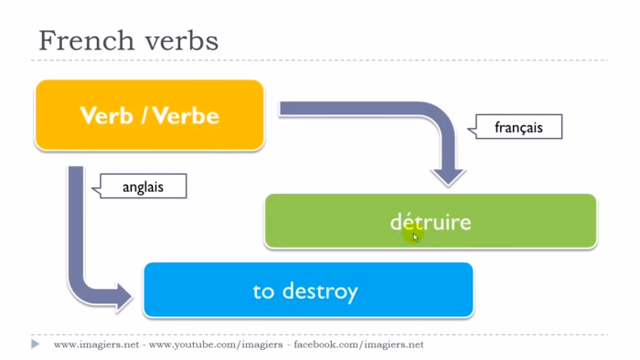 French verbs
Verb / Verbe
français
anglais
détruire
to destroy
www.imagiers.net - www.youtube.com/imagiers - facebook.com/imagiers.net